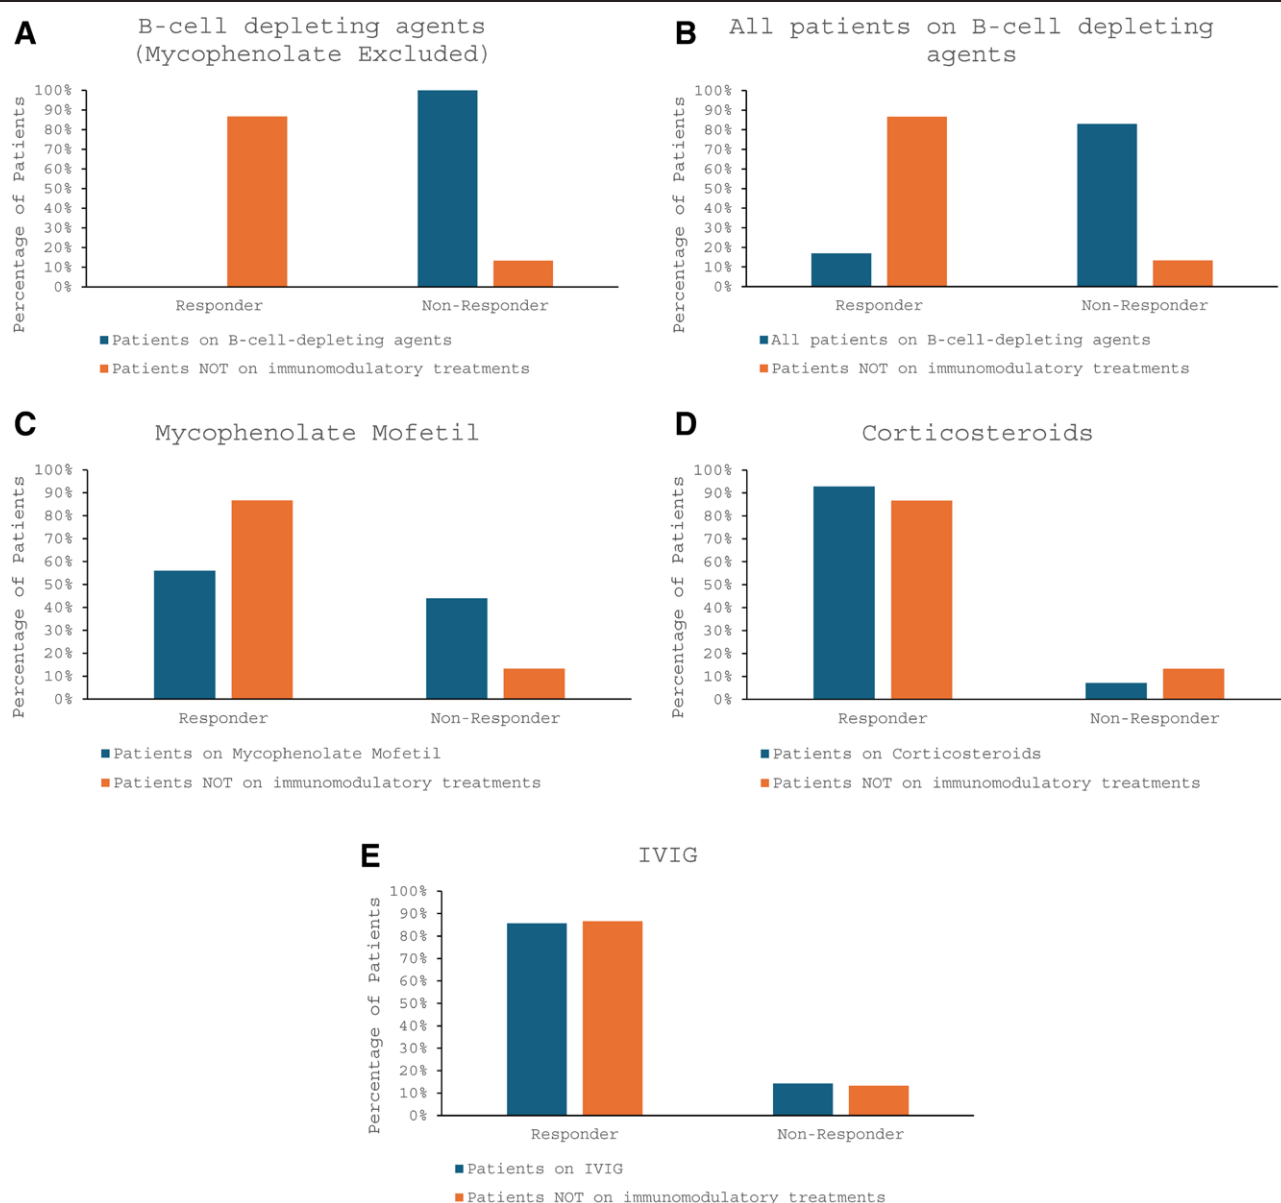 A
B-cell depleting agents
(Mycophenolate Excluded)
Percentage of Patients
100%
90%
80%
70%
60%
50%
40%
30%
20%
10%
0%
Responder
Non-Responder
Patients on B-cell-depleting agents
Patients NOT on immunomodulatory treatments
B
All patients on B-cell depleting
agents
Percentage of Patients
100%
90%
80%
70%
60%
50%
40%
30%
20%
10%
0%
Responder
Non-Responder
All patients on B-cell-depleting agents
Patients NOT on immunomodulatory treatments
C
Mycophenolate Mofetil
Percentage of Patients
100%
90%
80%
70%
60%
50%
40%
30%
20%
10%
0%
Responder
Non-Responder
Patients on Mycophenolate Mofetil
Patients NOT on immunomodulatory treatments
D
Corticosteroids
Percentage of Patients
100%
90%
80%
70%
60%
50%
40%
30%
20%
10%
0%
Responder
Non-Responder
Patients on Corticosteroids
Patients NOT on immunomodulatory treatments
E
IVIG
Percentage of Patients
100%
90%
80%
70%
60%
50%
40%
30%
20%
10%
0%
Responder
Non-Responder
Patients on IVIG
Patients NOT on immunomodulatory treatments